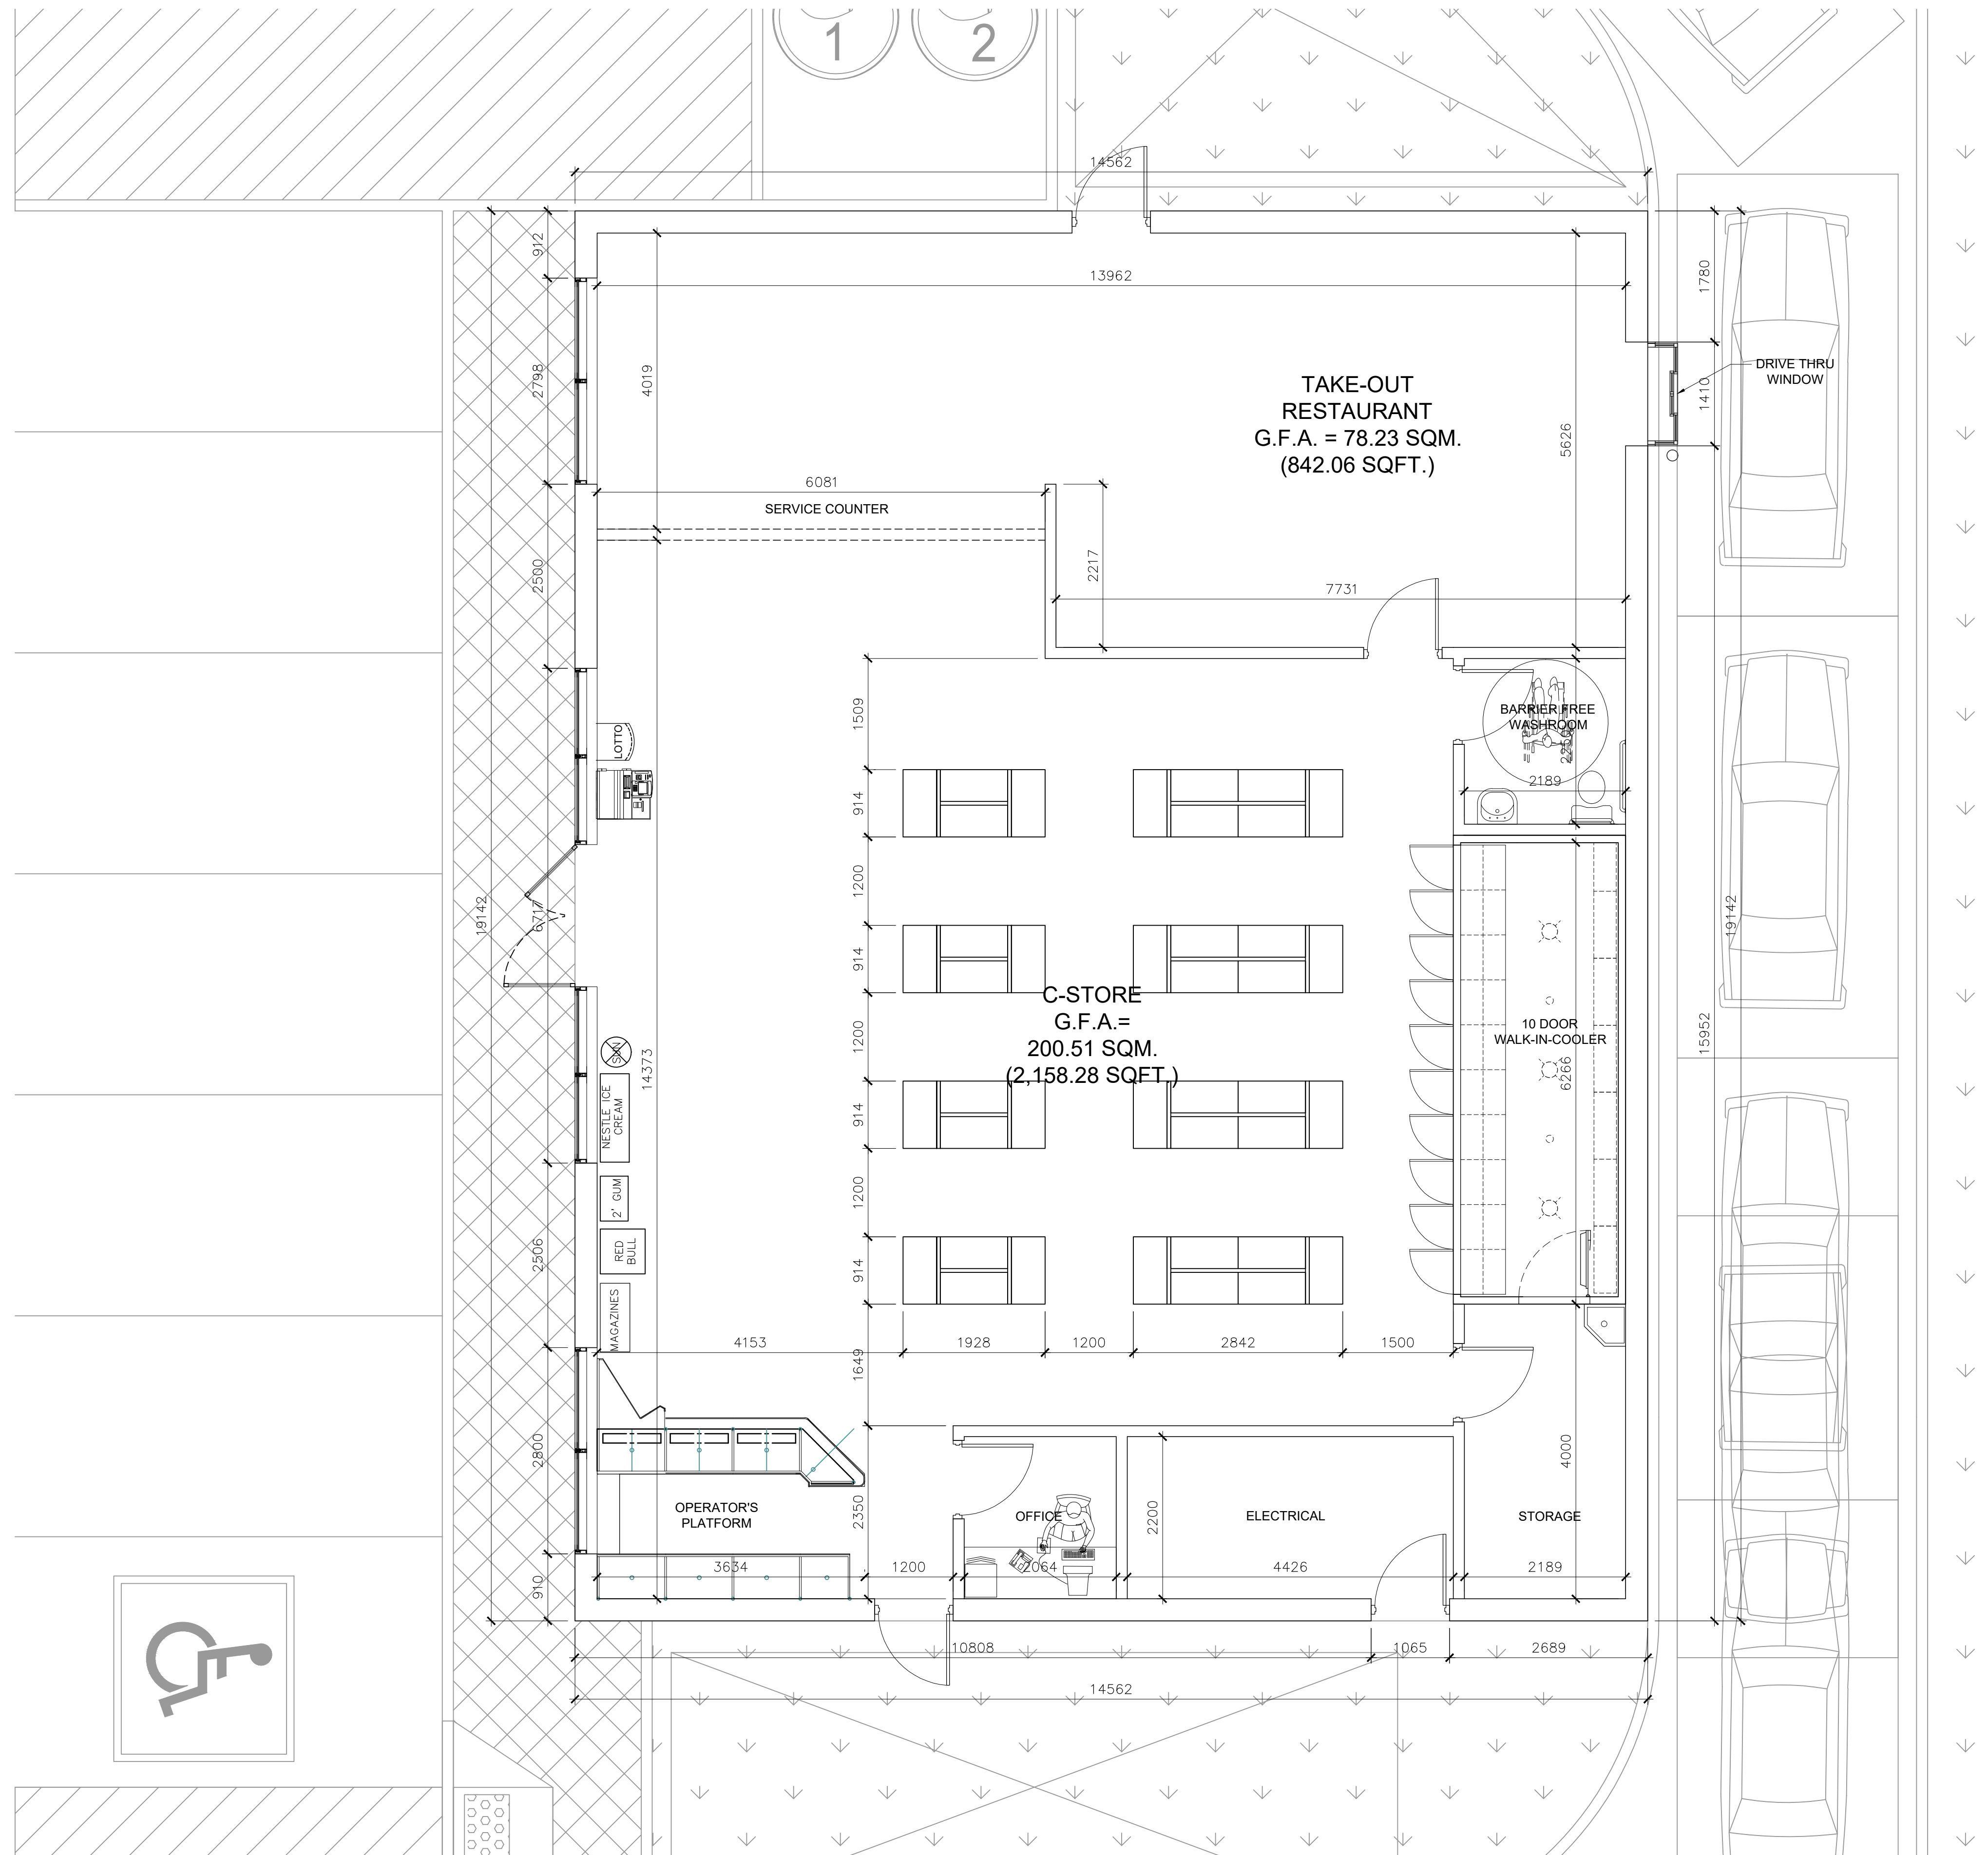 1
2
14562
912
13962
1780
2798
4019
DRIVE THRU
WINDOW
TAKE-OUT
RESTAURANT
G.F.A. = 78.23 SQM.
(842.06 SQFT.)
1410
5626
6081
SERVICE COUNTER
2500
2217
7731
1509
BARRIER FREE
WASHROOM
LOTTO
2189
914
1200
19142
6717
19142
914
C-STORE
G.F.A.=
200.51 SQM.
(2,158.28 SQFT.)
1200
10 DOOR
WALK-IN-COOLER
15952
SUN
14373
6266
NESTLE ICE
CREAM
914
2' GUM
1200
RED
BULL
2506
914
MAGAZINES
4153
1928
1200
2842
1500
1649
2800
4000
OPERATOR'S
PLATFORM
2350
OFFICE
2200
ELECTRICAL
STORAGE
910
3634
1200
2064
4426
2189
10808
1065
2689
14562